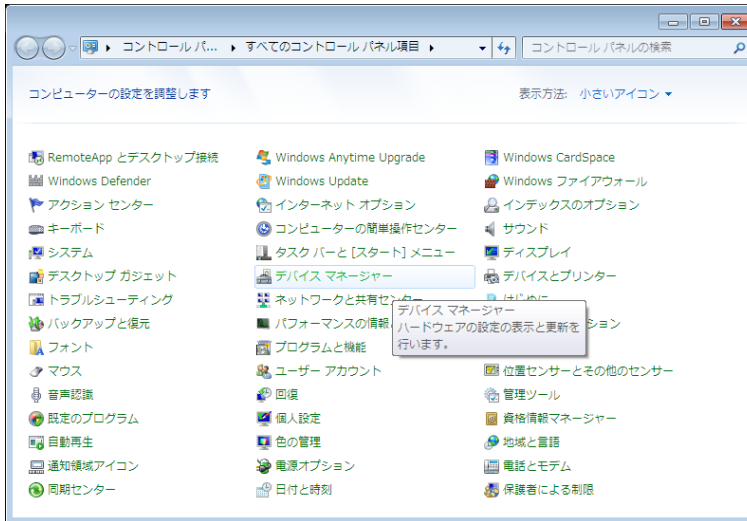 コントロール パ... すべてのコントロール パネル項目 コントロール パネルの検索
コンピューターの設定を調整します 表示方法: 小さいアイコン
RemoteApp とデスクトップ接続 Windows Anytime Upgrade Windows CardSpace
Windows Defender Windows Update Windows ファイアウォール
アクション センター インターネット オプション インデックスのオプション
キーボード コンピューターの簡単操作センター サウンド
システム タスク バーと [スタート] メニュー ディスプレイ
デスクトップ ガジェット デバイス マネージャー デバイスとプリンター
トラブルシューティング ネットワークと共有センター
デバイス マネージャー
ハードウェアの設定の表示と更新を
行います。
バックアップと復元 パフォーマンスの情報 ション
フォント プログラムと機能
マウス ユーザー アカウント 位置センサーとその他のセンサー
音声認識 回復 管理ツール
既定のプログラム 個人設定 資格情報マネージャー
自動再生 色の管理 地域と言語
通知領域アイコン 電源オプション 電話とモデム
同期センター 日付と時刻 保護者による制限